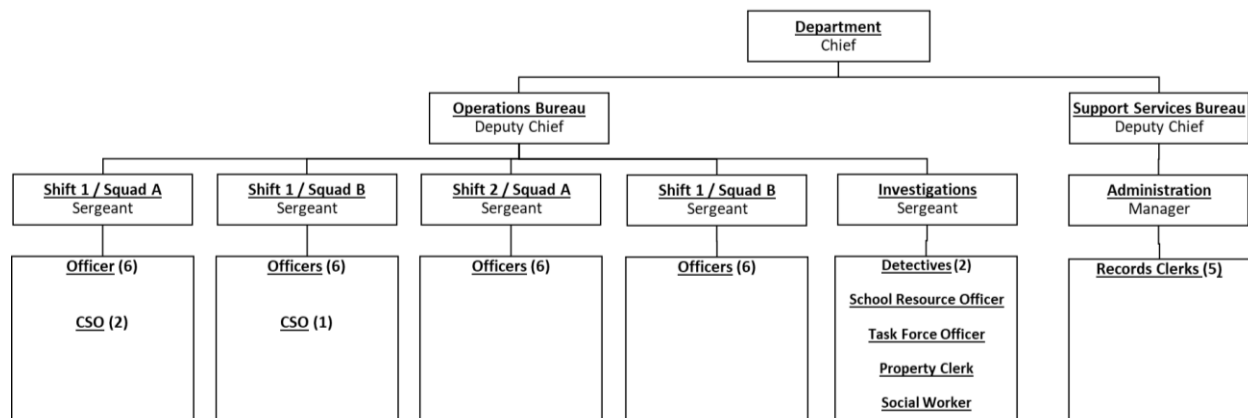 Department
Chief
Operations Bureau
Deputy Chief
Support Services Bureau
Deputy Chief
Shift 1 / Squad A
Sergeant
Shift 1 / Squad B
Sergeant
Shift 2 / Squad A
Sergeant
Shift 1 / Squad B
Sergeant
Investigations
Sergeant
Administration
Manager
Officer (6)
CSO (2)
Officers (6)
CSO (1)
Officers (6)
Officers (6)
Detectives (2)
School Resource Officer
Task Force Officer
Property Clerk
Social Worker
Records Clerks (5)